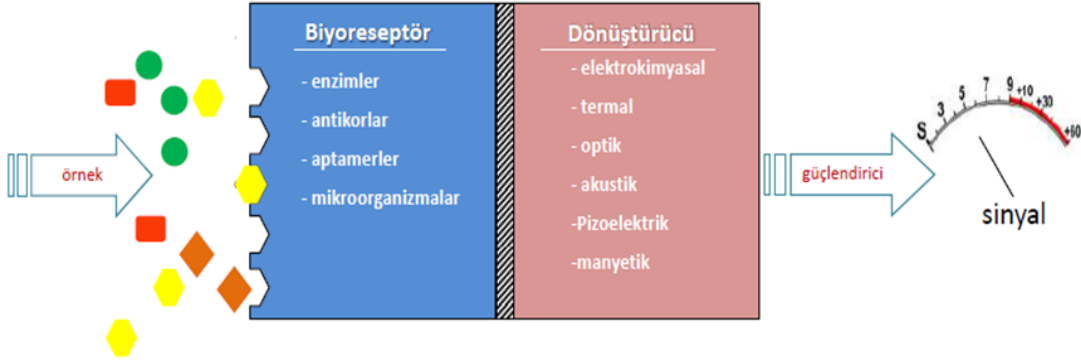 örnek
Biyoreseptör
- enzimler
- antikorlar
- aptamerler
- mikroorganizmalar
Dönüştürücü
- elektrokimyasal
- termal
- optik
- akustik
-Pizoelektrik
-manyetik
güçlendirici
S 3 5 7 9 +10 +30 +60
sinyal